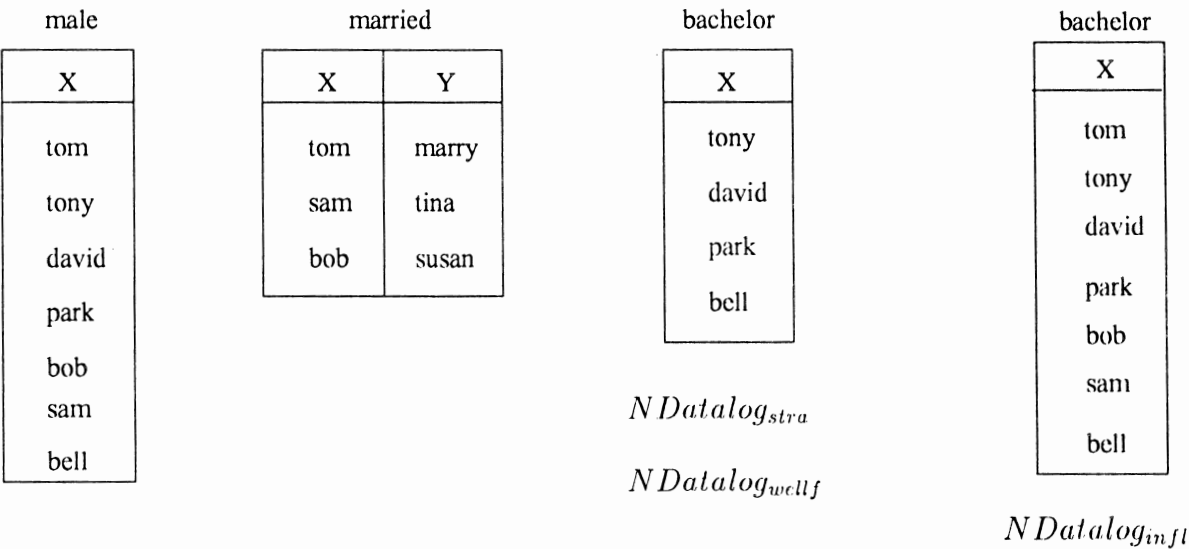 male married bachelor bachelor
X X Y X X
tom tom marry tony tom
tony sam tina david tony
david bob susan park david
park bell park
bob bob
sam sam
bell bell
NDatalog_stra
NDatalog_wellf
NDatalog_infl